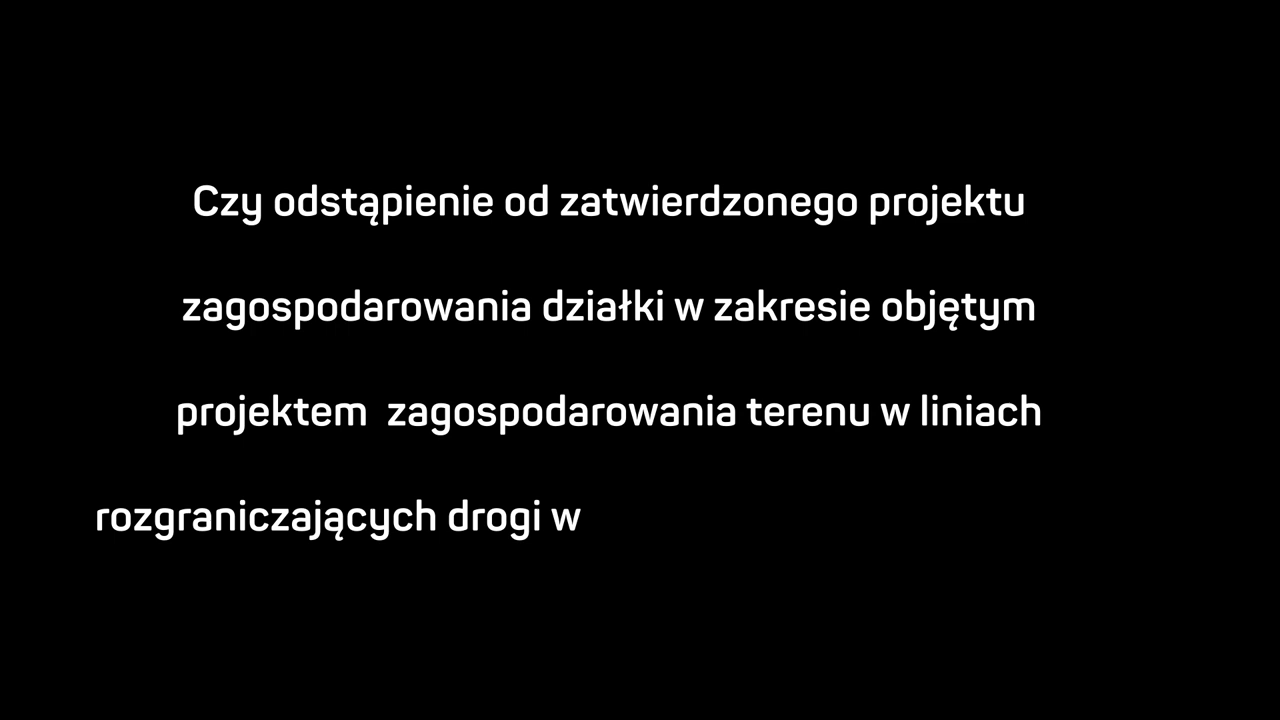 Czy odstąpienie od zatwierdzonego projektu
zagospodarowania działki w zakresie objętym
projektem  zagospodarowania terenu w liniach
rozgraniczających drogi w